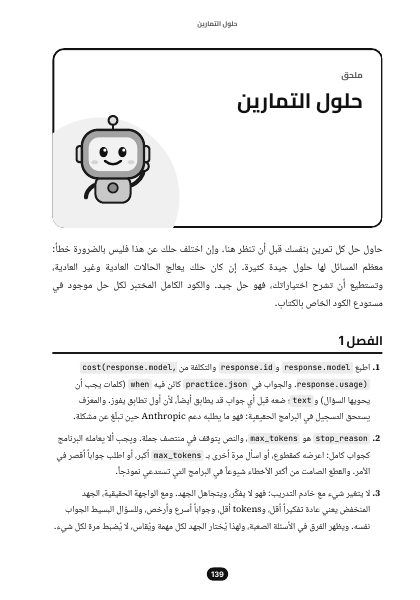 حلول التمارين
ملحق
حلول التمارين
حاول حل كل تمرين بنفسك قبل أن تنظر هنا. وإن اختلف حلك عن هذا فليس بالضرورة خطأ:
معظم المسائل لها حلول جيدة كثيرة. إن كان حلك يعالج الحالات العادية وغير العادية،
وتستطيع أن تشرح اختياراتك، فهو حل جيد. والكود الكامل المختبر لكل حل موجود في
مستودع الكود الخاص بالكتاب.
الفصل 1
1. اطبع response.model و response.id والتكلفة من cost(response.model,
response.usage). والجواب في practice.json كائن فيه when (كلمات يجب أن
يحويها السؤال) و text؛ ضعه قبل أي جواب قد يطابق أيضاً، لأن أول تطابق يفوز. والمعرّف
يستحق التسجيل في البرامج الحقيقية: فهو ما يطلبه دعم Anthropic حين تبلّغ عن مشكلة.
2. stop_reason هو max_tokens، والنص يتوقف في منتصف جملة. ويجب ألا يعامله البرنامج
كجواب كامل: اعرضه كمقطوع، أو اسأل مرة أخرى بـ max_tokens أكبر، أو اطلب جواباً أقصر في
الأمر. والقطع الصامت من أكثر الأخطاء شيوعاً في البرامج التي تستدعي نموذجاً.
3. لا يتغير شيء مع خادم التدريب: فهو لا يفكّر، ويتجاهل الجهد. ومع الواجهة الحقيقية، الجهد
المنخفض يعني عادة تفكيراً أقل، وtokens أقل، وجواباً أسرع وأرخص، وللسؤال البسيط الجواب
نفسه. ويظهر الفرق في الأسئلة الصعبة، ولهذا يُختار الجهد لكل مهمة ويُقاس، لا يُضبط مرة لكل شيء.
139